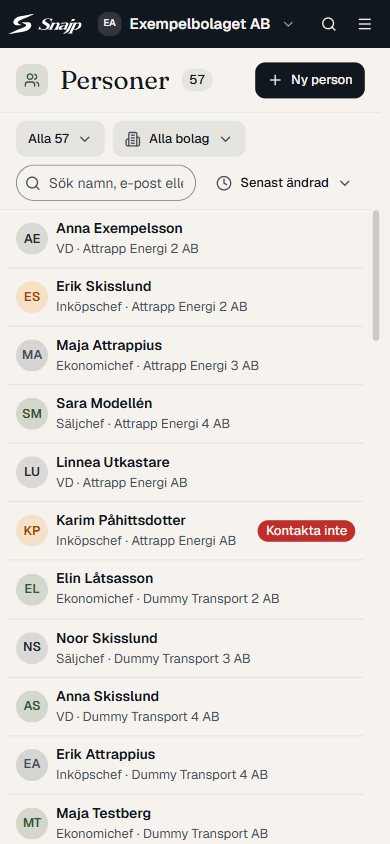 Snajp
EA Exempelbolaget AB
Personer 57
Ny person
Alla 57
Alla bolag
Sök namn, e-post elle
Senast ändrad
AE Anna Exempelsson
VD · Attrapp Energi 2 AB
ES Erik Skisslund
Inköpschef · Attrapp Energi 2 AB
MA Maja Attrappius
Ekonomichef · Attrapp Energi 3 AB
SM Sara Modellén
Säljchef · Attrapp Energi 4 AB
LU Linnea Utkastare
VD · Attrapp Energi AB
KP Karim Påhittsdotter
Inköpschef · Attrapp Energi AB
Kontakta inte
EL Elin Låtsasson
Ekonomichef · Dummy Transport 2 AB
NS Noor Skisslund
Säljchef · Dummy Transport 3 AB
AS Anna Skisslund
VD · Dummy Transport 4 AB
EA Erik Attrappius
Inköpschef · Dummy Transport 4 AB
MT Maja Testberg
Ekonomichef · Dummy Transport AB